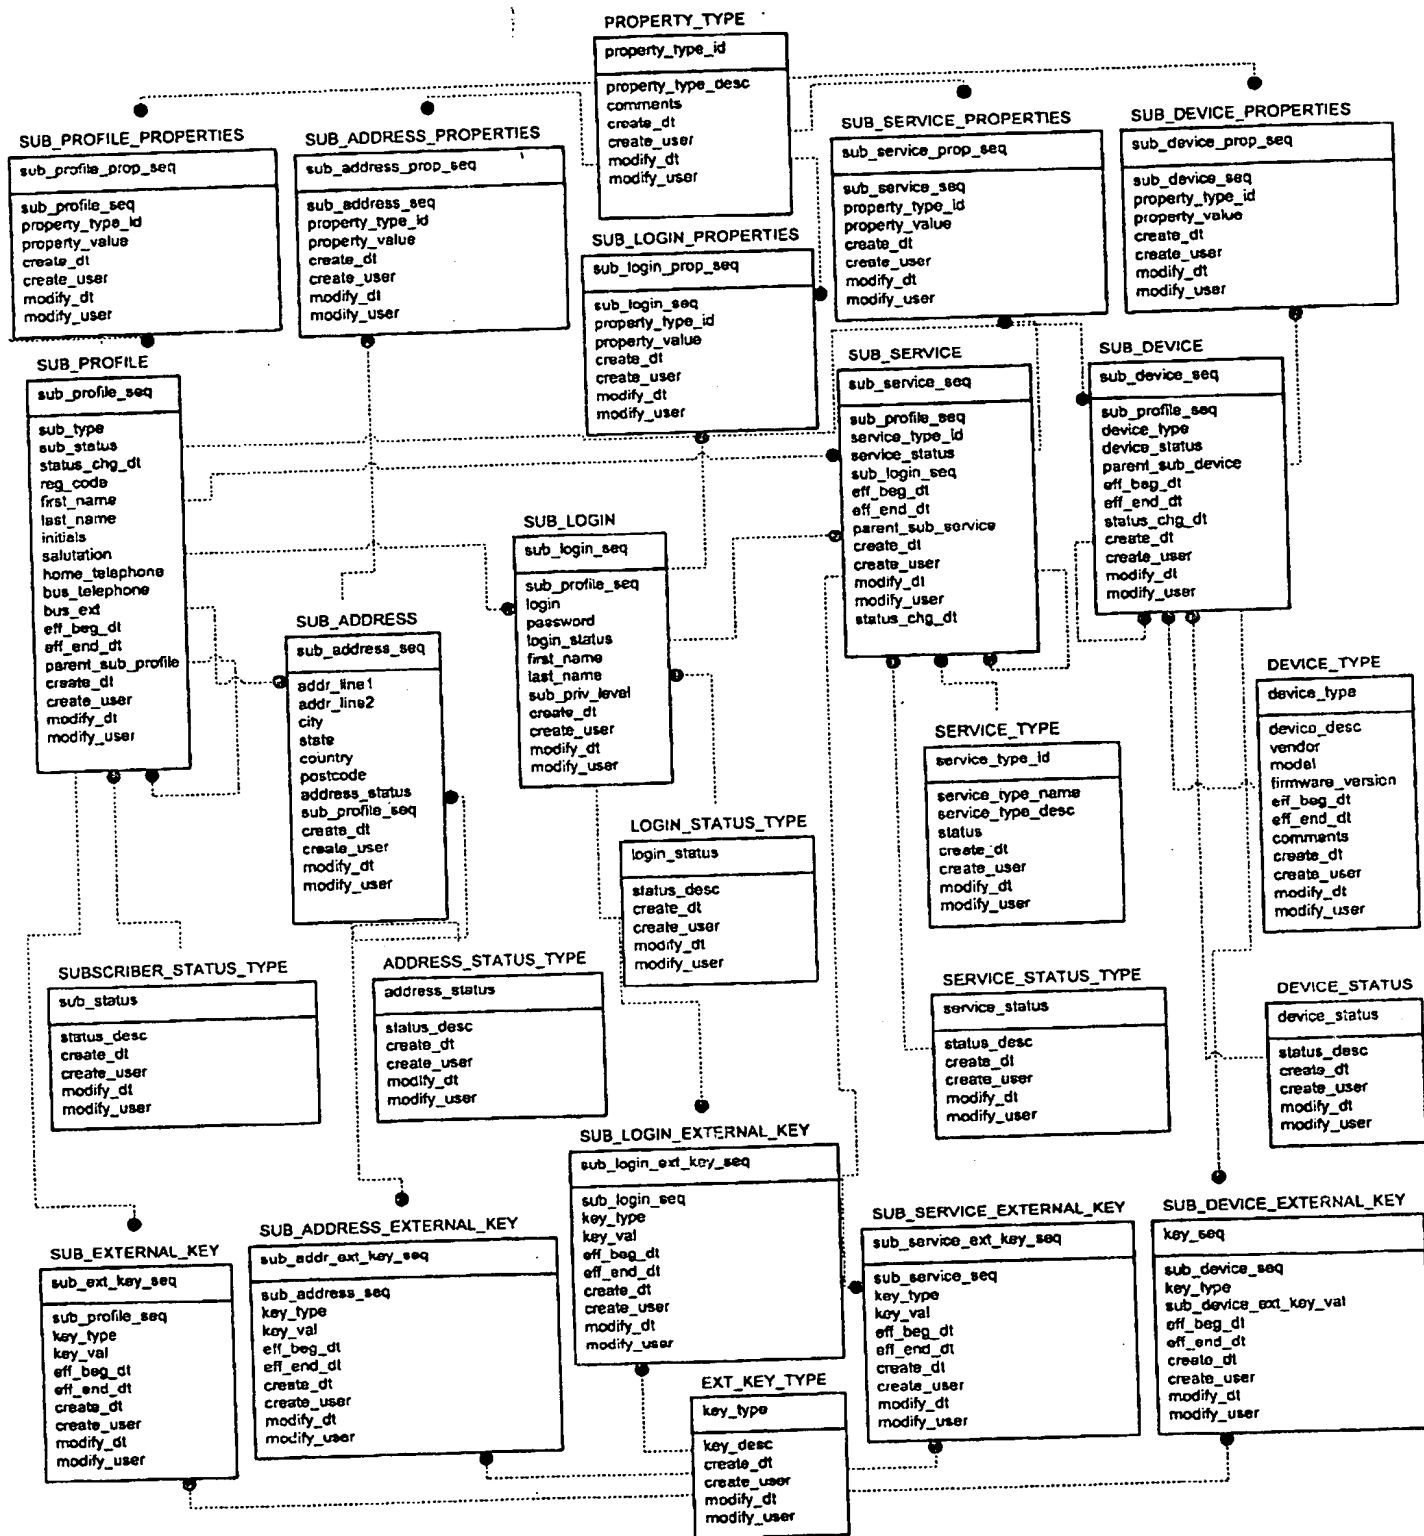 PROPERTY_TYPE
property_type_id
property_type_desc
comments
create_dt
create_user
modify_dt
modify_user
SUB_PROFILE_PROPERTIES
sub_profile_prop_seq
sub_profile_seq
property_type_id
property_value
create_dt
create_user
modify_dt
modify_user
SUB_ADDRESS_PROPERTIES
sub_address_prop_seq
sub_address_seq
property_type_id
property_value
create_dt
create_user
modify_dt
modify_user
SUB_LOGIN_PROPERTIES
sub_login_prop_seq
sub_login_seq
property_type_id
property_value
create_dt
create_user
modify_dt
modify_user
SUB_SERVICE_PROPERTIES
sub_service_prop_seq
sub_service_seq
property_type_id
property_value
create_dt
create_user
modify_dt
modify_user
SUB_DEVICE_PROPERTIES
sub_device_prop_seq
sub_device_seq
property_type_id
property_value
create_dt
create_user
modify_dt
modify_user
SUB_PROFILE
sub_profile_seq
sub_type
sub_status
status_chg_dt
reg_code
first_name
last_name
initials
salutation
home_telephone
bus_telephone
bus_ext
eff_beg_dt
eff_end_dt
parent_sub_profile
create_dt
create_user
modify_dt
modify_user
SUB_ADDRESS
sub_address_seq
addr_line1
addr_line2
city
state
country
postcode
address_status
sub_profile_seq
create_dt
create_user
modify_dt
modify_user
SUB_LOGIN
sub_login_seq
sub_profile_seq
login
password
login_status
first_name
last_name
sub_priv_level
create_dt
create_user
modify_dt
modify_user
SUB_SERVICE
sub_service_seq
sub_profile_seq
service_type_id
service_status
sub_login_seq
eff_beg_dt
eff_end_dt
parent_sub_service
create_dt
create_user
modify_dt
modify_user
status_chg_dt
SUB_DEVICE
sub_device_seq
sub_profile_seq
device_type
device_status
parent_sub_device
eff_beg_dt
eff_end_dt
status_chg_dt
create_dt
create_user
modify_dt
modify_user
DEVICE_TYPE
device_type
device_desc
vendor
model
firmware_version
eff_beg_dt
eff_end_dt
comments
create_dt
create_user
modify_dt
modify_user
SERVICE_TYPE
service_type_id
service_type_name
service_type_desc
status
create_dt
create_user
modify_dt
modify_user
LOGIN_STATUS_TYPE
login_status
status_desc
create_dt
create_user
modify_dt
modify_user
SUBSCRIBER_STATUS_TYPE
sub_status
status_desc
create_dt
create_user
modify_dt
modify_user
ADDRESS_STATUS_TYPE
address_status
status_desc
create_dt
create_user
modify_dt
modify_user
SERVICE_STATUS_TYPE
service_status
status_desc
create_dt
create_user
modify_dt
modify_user
DEVICE_STATUS
device_status
status_desc
create_dt
create_user
modify_dt
modify_user
SUB_EXTERNAL_KEY
sub_ext_key_seq
sub_profile_seq
key_type
key_val
eff_beg_dt
eff_end_dt
create_dt
create_user
modify_dt
modify_user
SUB_ADDRESS_EXTERNAL_KEY
sub_addr_ext_key_seq
sub_address_seq
key_type
key_val
eff_beg_dt
eff_end_dt
create_dt
create_user
modify_dt
modify_user
SUB_LOGIN_EXTERNAL_KEY
sub_login_ext_key_seq
sub_login_seq
key_type
key_val
eff_beg_dt
eff_end_dt
create_dt
create_user
modify_dt
modify_user
SUB_SERVICE_EXTERNAL_KEY
sub_service_ext_key_seq
sub_service_seq
key_type
key_val
eff_beg_dt
eff_end_dt
create_dt
create_user
modify_dt
modify_user
SUB_DEVICE_EXTERNAL_KEY
key_seq
sub_device_seq
key_type
sub_device_ext_key_val
eff_beg_dt
eff_end_dt
create_dt
create_user
modify_dt
modify_user
EXT_KEY_TYPE
key_type
key_desc
create_dt
create_user
modify_dt
modify_user